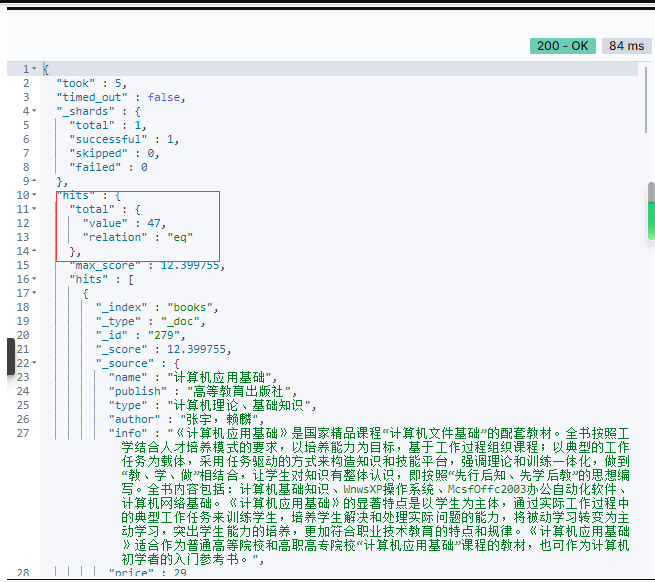 200 - OK 84 ms
1 {
2 "took" : 5,
3 "timed_out" : false,
4 "_shards" : {
5 "total" : 1,
6 "successful" : 1,
7 "skipped" : 0,
8 "failed" : 0
9 },
10 "hits" : {
11 "total" : {
12 "value" : 47,
13 "relation" : "eq"
14 },
15 "max_score" : 12.399755,
16 "hits" : [
17 {
18 "_index" : "books",
19 "_type" : "_doc",
20 "_id" : "279",
21 "_score" : 12.399755,
22 "_source" : {
23 "name" : "计算机应用基础",
24 "publish" : "高等教育出版社",
25 "type" : "计算机理论、基础知识",
26 "author" : "张宇，赖麟",
27 "info" : "《计算机应用基础》是国家精品课程“计算机文件基础”的配套教材。全书按照工
学结合人才培养模式的要求，以培养能力为目标，基于工作过程组织课程；以典型的工作
任务为载体，采用任务驱动的方式来构造知识和技能平台，强调理论和训练一体化，做到
“教、学、做”相结合，让学生对知识有整体认识，即按照“先行后知、先学后教”的思想编
写。全书内容包括：计算机基础知识、WnwsXP操作系统、McsfOffc2003办公自动化软件、
计算机网络基础。《计算机应用基础》的显著特点是以学生为主体，通过实际工作过程中
的典型工作任务来训练学生，培养学生解决和处理实际问题的能力，将被动学习转变为主
动学习，突出学生能力的培养，更加符合职业技术教育的特点和规律。《计算机应用基础
》适合作为普通高等院校和高职高专院校“计算机应用基础”课程的教材，也可作为计算机
初学者的入门参考书。",
28 "price" : 29